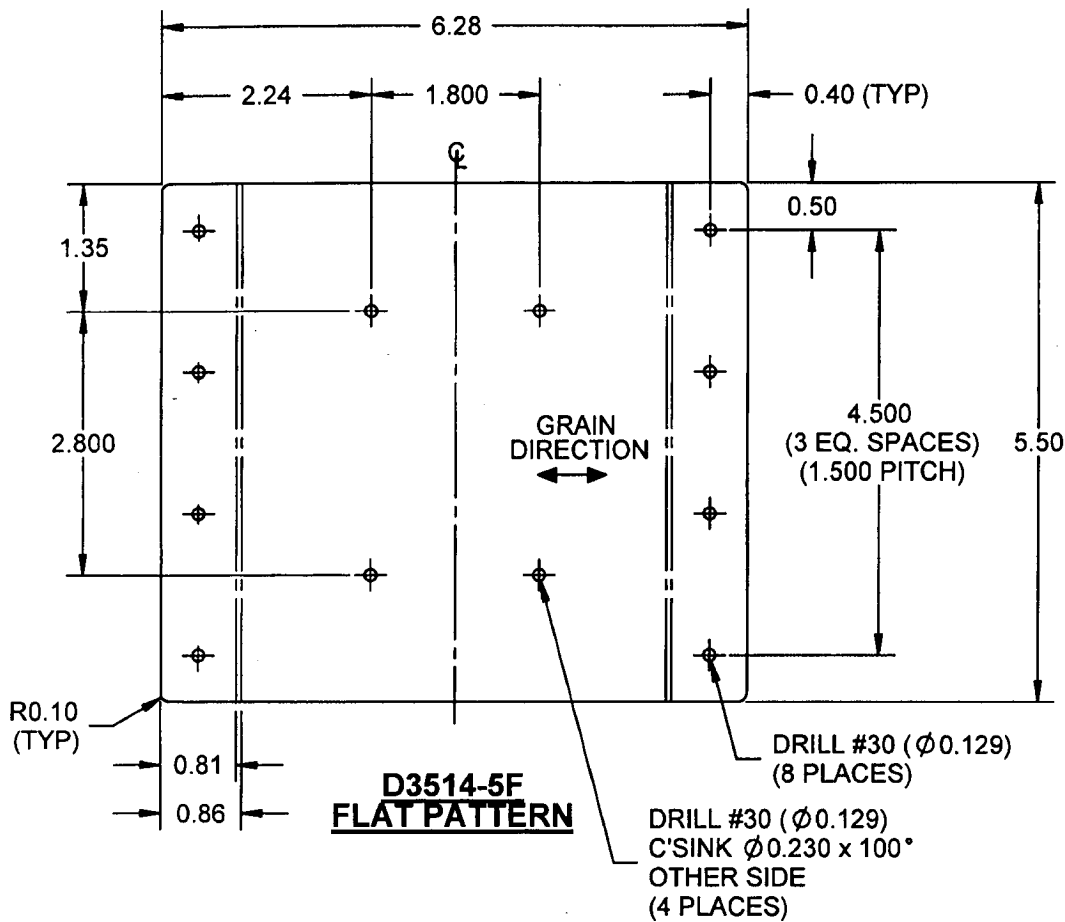 6.28
2.24
1.800
0.40 (TYP)
℄
0.50
1.35
2.800
GRAIN
DIRECTION
4.500
(3 EQ. SPACES)
(1.500 PITCH)
5.50
R0.10
(TYP)
0.81
0.86
D3514-5F
FLAT PATTERN
DRILL #30 (Ø0.129)
(8 PLACES)
DRILL #30 (Ø0.129)
C'SINK Ø0.230 x 100°
OTHER SIDE
(4 PLACES)